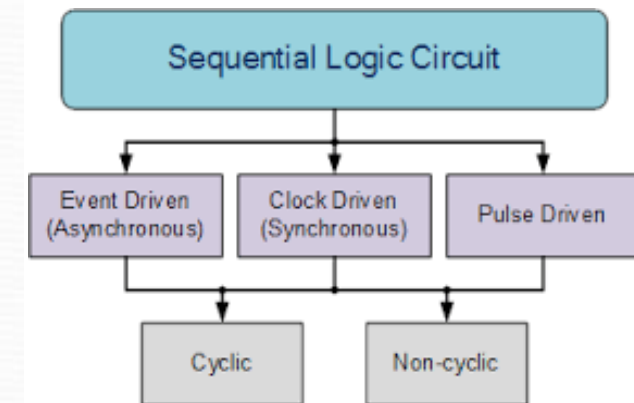 Sequential Logic Circuit
Event Driven
(Asynchronous)
Clock Driven
(Synchronous)
Pulse Driven
Cyclic
Non-cyclic